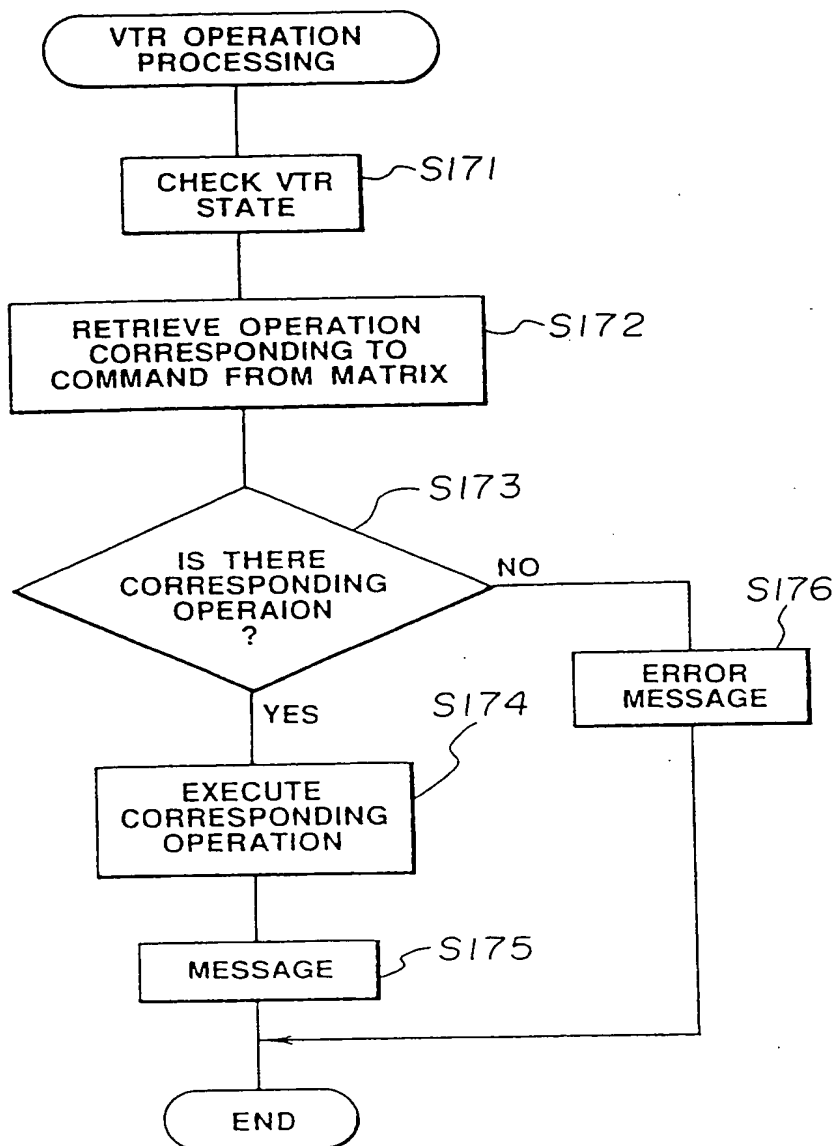 VTR OPERATION
PROCESSING
S171
CHECK VTR
STATE
S172
RETRIEVE OPERATION
CORRESPONDING TO
COMMAND FROM MATRIX
S173
IS THERE
CORRESPONDING
OPERAION
?
NO
S176
ERROR
MESSAGE
YES
S174
EXECUTE
CORRESPONDING
OPERATION
S175
MESSAGE
END